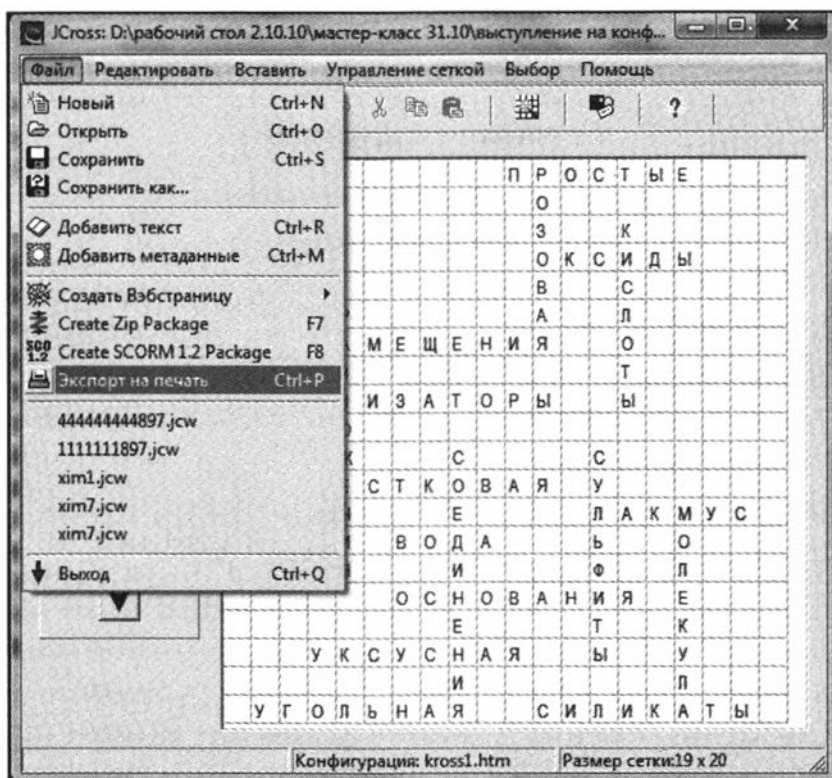 JCross: D:\рабочий стол 2.10.10\мастер-класс 31.10\выступление на конф...
Файл Редактировать Вставить Управление сеткой Выбор Помощь
Новый Ctrl+N
Открыть Ctrl+O
Сохранить Ctrl+S
Сохранить как...
Добавить текст Ctrl+R
Добавить метаданные Ctrl+M
Создать Вэбстраницу
Create Zip Package F7
SCO 1.2 Create SCORM 1.2 Package F8
Экспорт на печать Ctrl+P
444444444897.jcw
1111111897.jcw
xim1.jcw
xim7.jcw
xim7.jcw
Выход Ctrl+Q
П Р О С Т Ы Е
О
З К
О К С И Д Ы
В С
А Л
М Е Щ Е Н И Я О
Т
И З А Т О Р Ы Ы
С С
С Т К О В А Я У
Е Л А К М У С
В О Д А Ь О
И Ф Л
О С Н О В А Н И Я Е
Е Т К
У К С У С Н А Я Ы У
И Л
У Г О Л Ь Н А Я С И Л И К А Т Ы
Конфигурация: kross1.htm Размер сетки:19 x 20